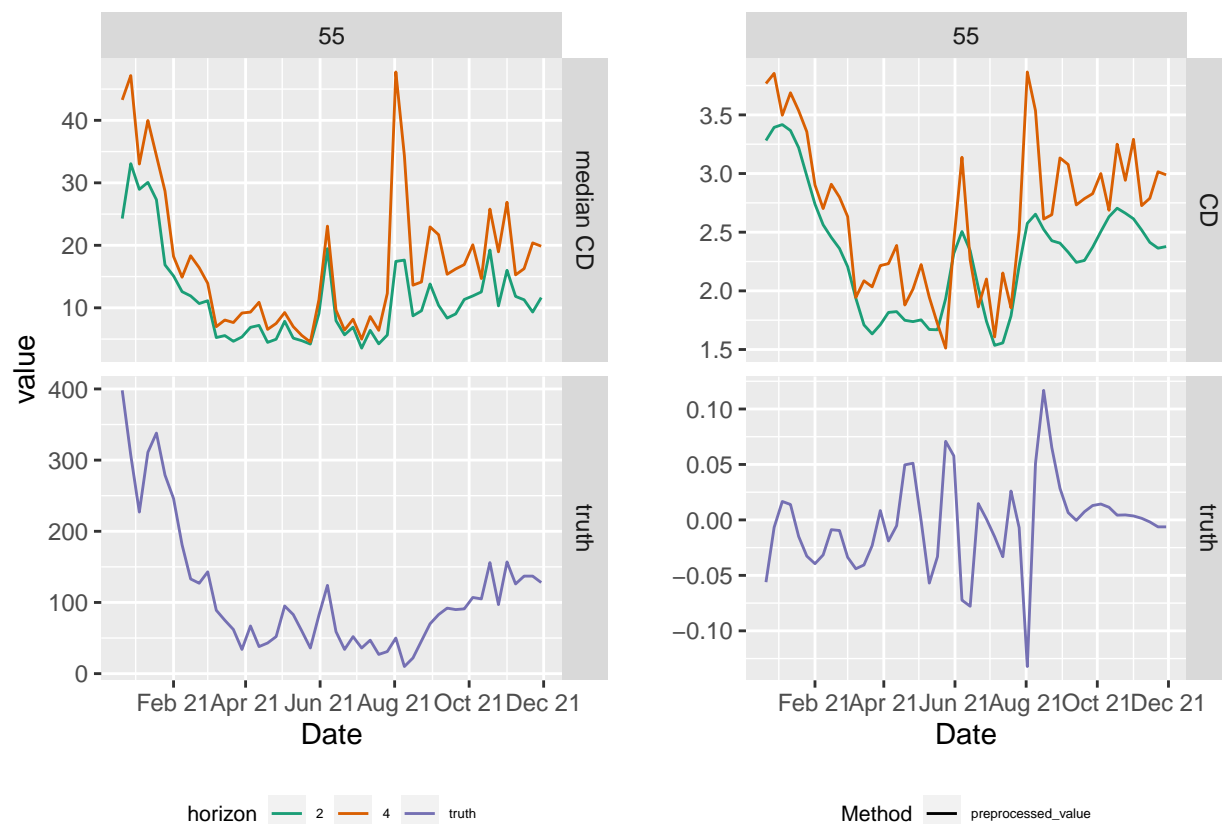 55
55
40
30
20
10
median CD
3.5
3.0
2.5
2.0
1.5
CD
value
400
300
200
100
0
truth
0.10
0.05
0.00
−0.05
−0.10
truth
Feb 21 Apr 21 Jun 21 Aug 21 Oct 21 Dec 21
Date
Feb 21 Apr 21 Jun 21 Aug 21 Oct 21 Dec 21
Date
horizon 2 4 truth
Method preprocessed_value